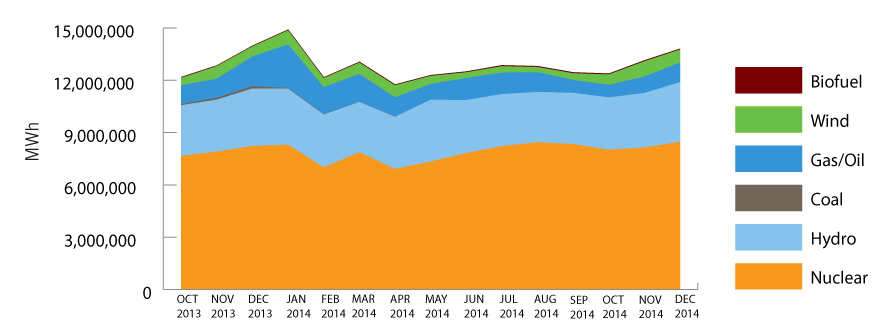 15,000,000
12,000,000
9,000,000
6,000,000
3,000,000
0
MWh
OCT NOV DEC JAN FEB MAR APR MAY JUN JUL AUG SEP OCT NOV DEC
2013 2013 2013 2014 2014 2014 2014 2014 2014 2014 2014 2014 2014 2014 2014
Biofuel
Wind
Gas/Oil
Coal
Hydro
Nuclear